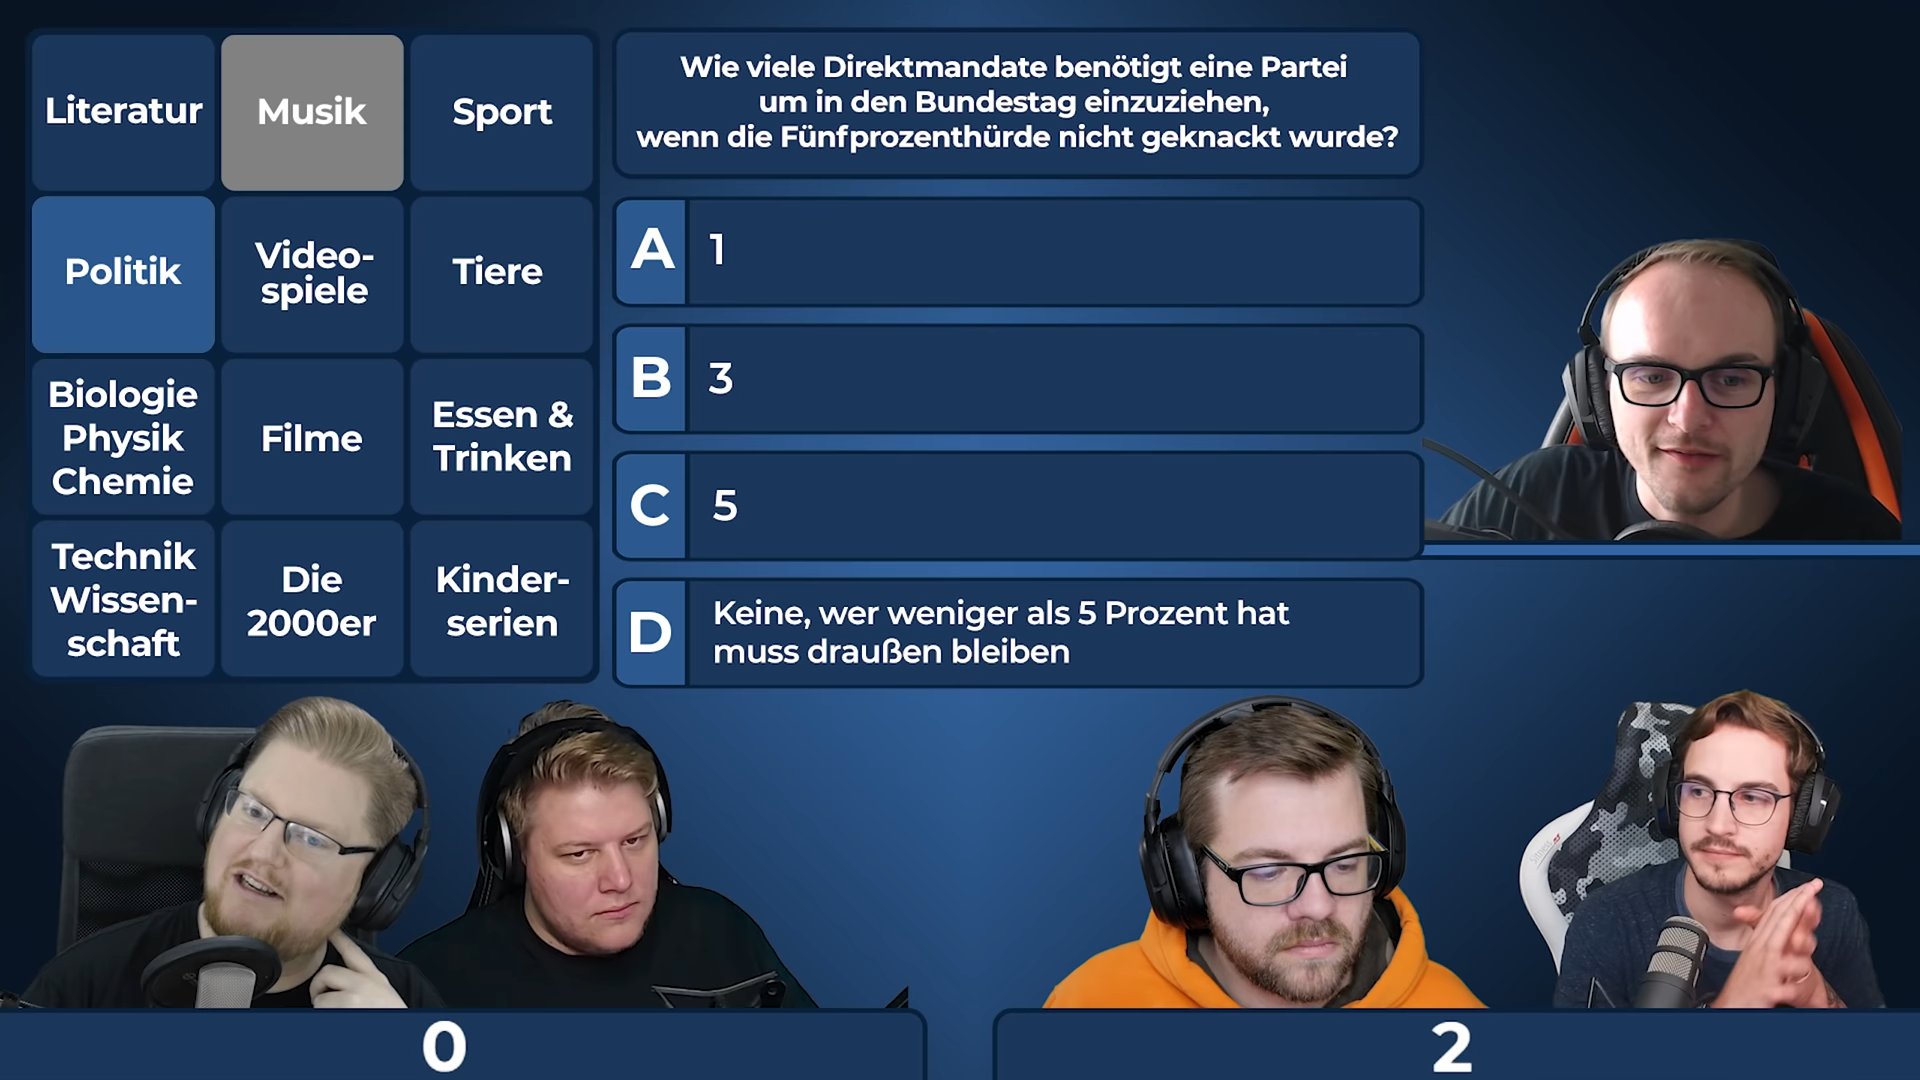 Literatur
Musik
Sport
Politik
Video-
spiele
Tiere
Biologie
Physik
Chemie
Filme
Essen &
Trinken
Technik
Wissen-
schaft
Die
2000er
Kinder-
serien
Wie viele Direktmandate benötigt eine Partei
um in den Bundestag einzuziehen,
wenn die Fünfprozenthürde nicht geknackt wurde?
A 1
B 3
C 5
D Keine, wer weniger als 5 Prozent hat
muss draußen bleiben
0
2